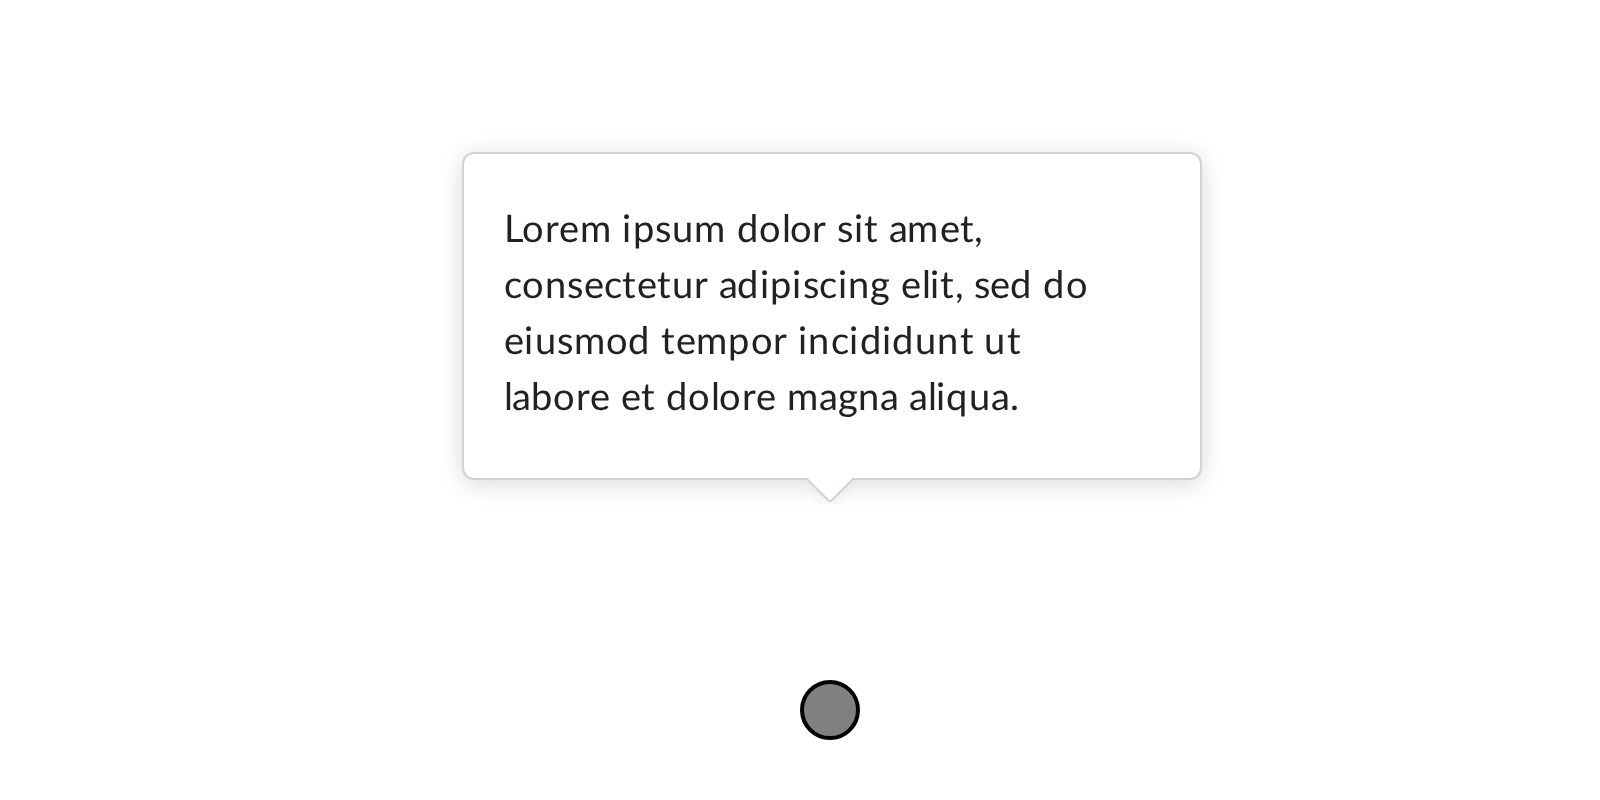 Lorem ipsum dolor sit amet,
consectetur adipiscing elit, sed do
eiusmod tempor incididunt ut
labore et dolore magna aliqua.